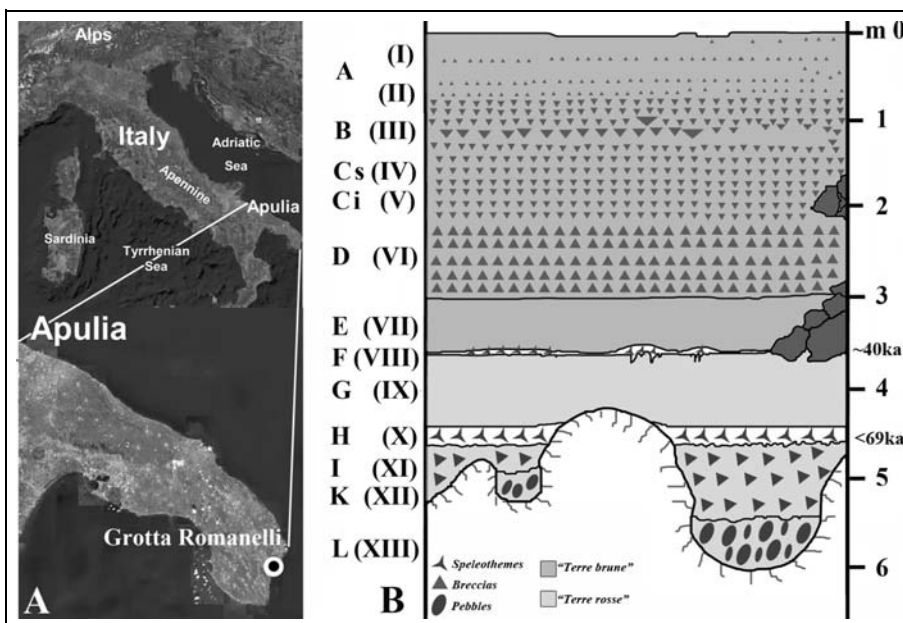 Alps
Italy
Adriatic
Sea
Apennine
Apulia
Sardinia
Tyrrhenian
Sea
Apulia
Grotta Romanelli
A
m 0
(I)
A
(II)
1
B (III)
Cs (IV)
Ci (V)
2
D (VI)
3
E (VII)
F (VIII)
~40ka
G (IX)
4
H (X)
<69ka
I (XI)
5
K (XII)
L (XIII)
6
B
Speleothemes
Breccias
Pebbles
"Terre brune"
"Terre rosse"